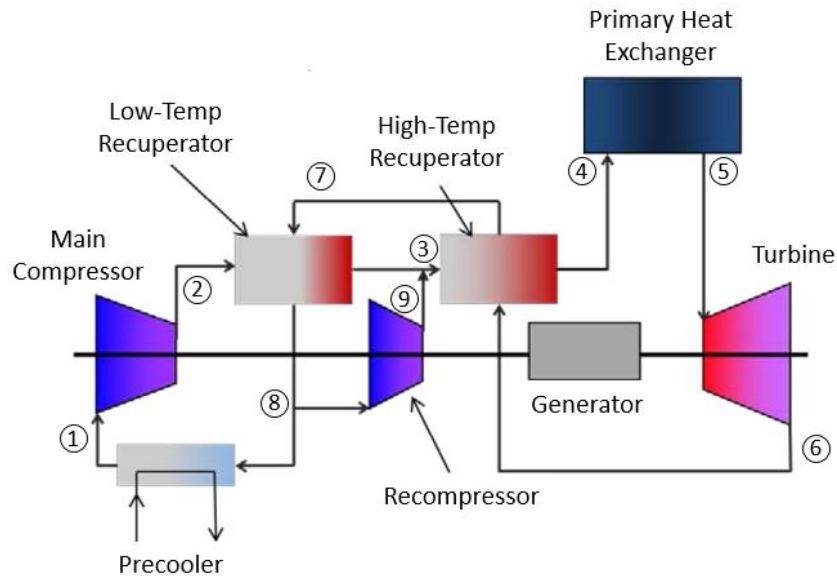 Primary Heat
Exchanger
Low-Temp
Recuperator
High-Temp
Recuperator
④
⑤
⑦
Main
Compressor
③
Turbine
②
⑨
Generator
⑧
①
⑥
Recompressor
Precooler